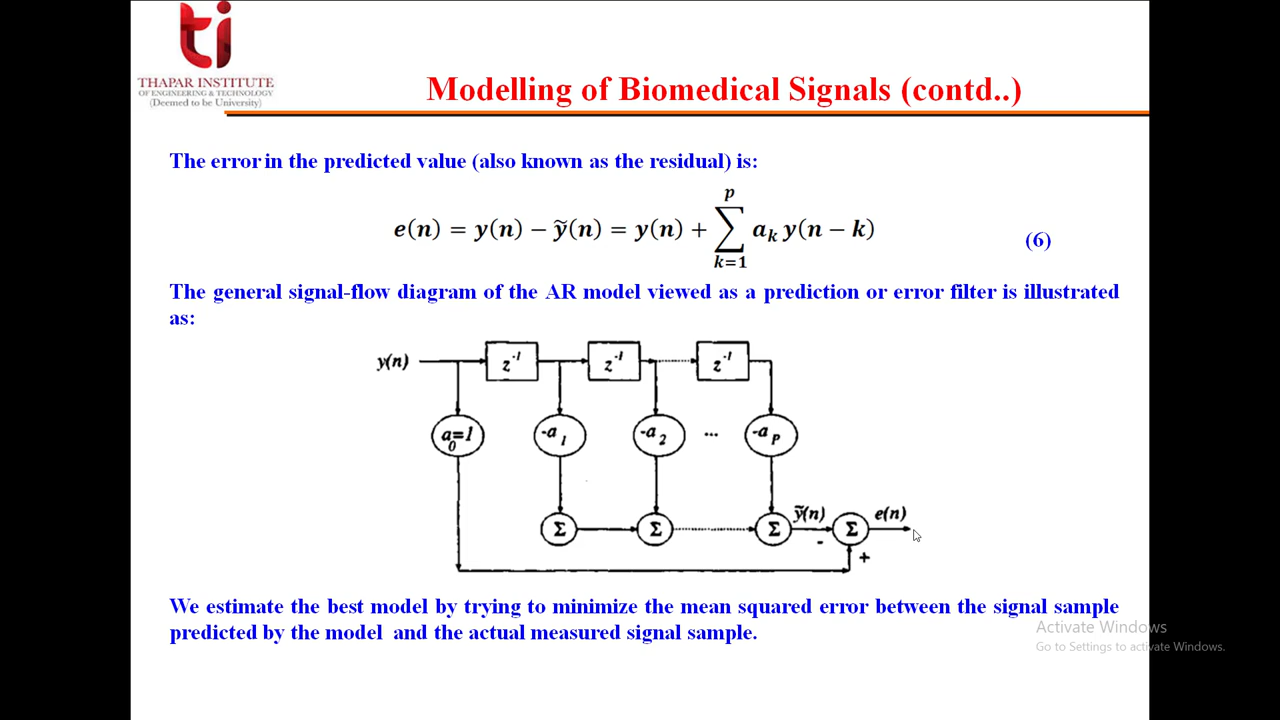 ti
THAPAR INSTITUTE
OF ENGINEERING & TECHNOLOGY
(Deemed to be University)
Modelling of Biomedical Signals (contd..)
The error in the predicted value (also known as the residual) is:
e(n) = y(n) − ỹ(n) = y(n) + ∑_{k=1}^{p} a_k y(n − k)
(6)
The general signal-flow diagram of the AR model viewed as a prediction or error filter is illustrated
as:
y(n) z⁻¹ z⁻¹ z⁻¹
a₀=1 -a₁ -a₂ ... -a_P
Σ Σ Σ ỹ(n) Σ e(n)
- +
We estimate the best model by trying to minimize the mean squared error between the signal sample
predicted by the model and the actual measured signal sample.
Activate Windows
Go to Settings to activate Windows.